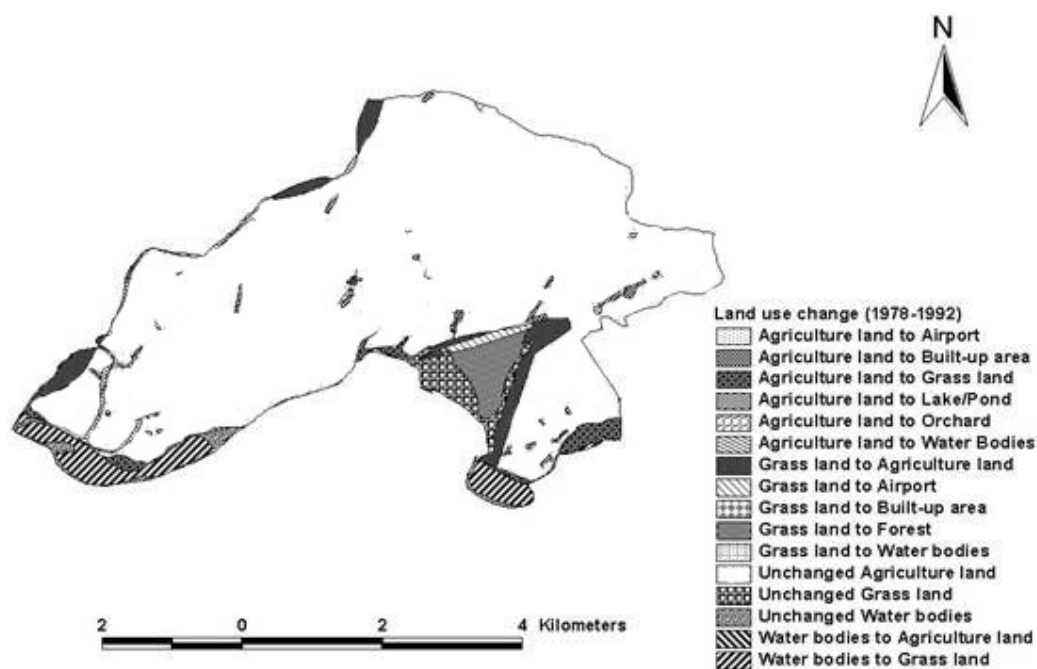 N
Land use change (1978-1992)
Agriculture land to Airport
Agriculture land to Built-up area
Agriculture land to Grass land
Agriculture land to Lake/Pond
Agriculture land to Orchard
Agriculture land to Water Bodies
Grass land to Agriculture land
Grass land to Airport
Grass land to Built-up area
Grass land to Forest
Grass land to Water bodies
Unchanged Agriculture land
Unchanged Grass land
Unchanged Water bodies
Water bodies to Agriculture land
Water bodies to Grass land
2 0 2 4 Kilometers